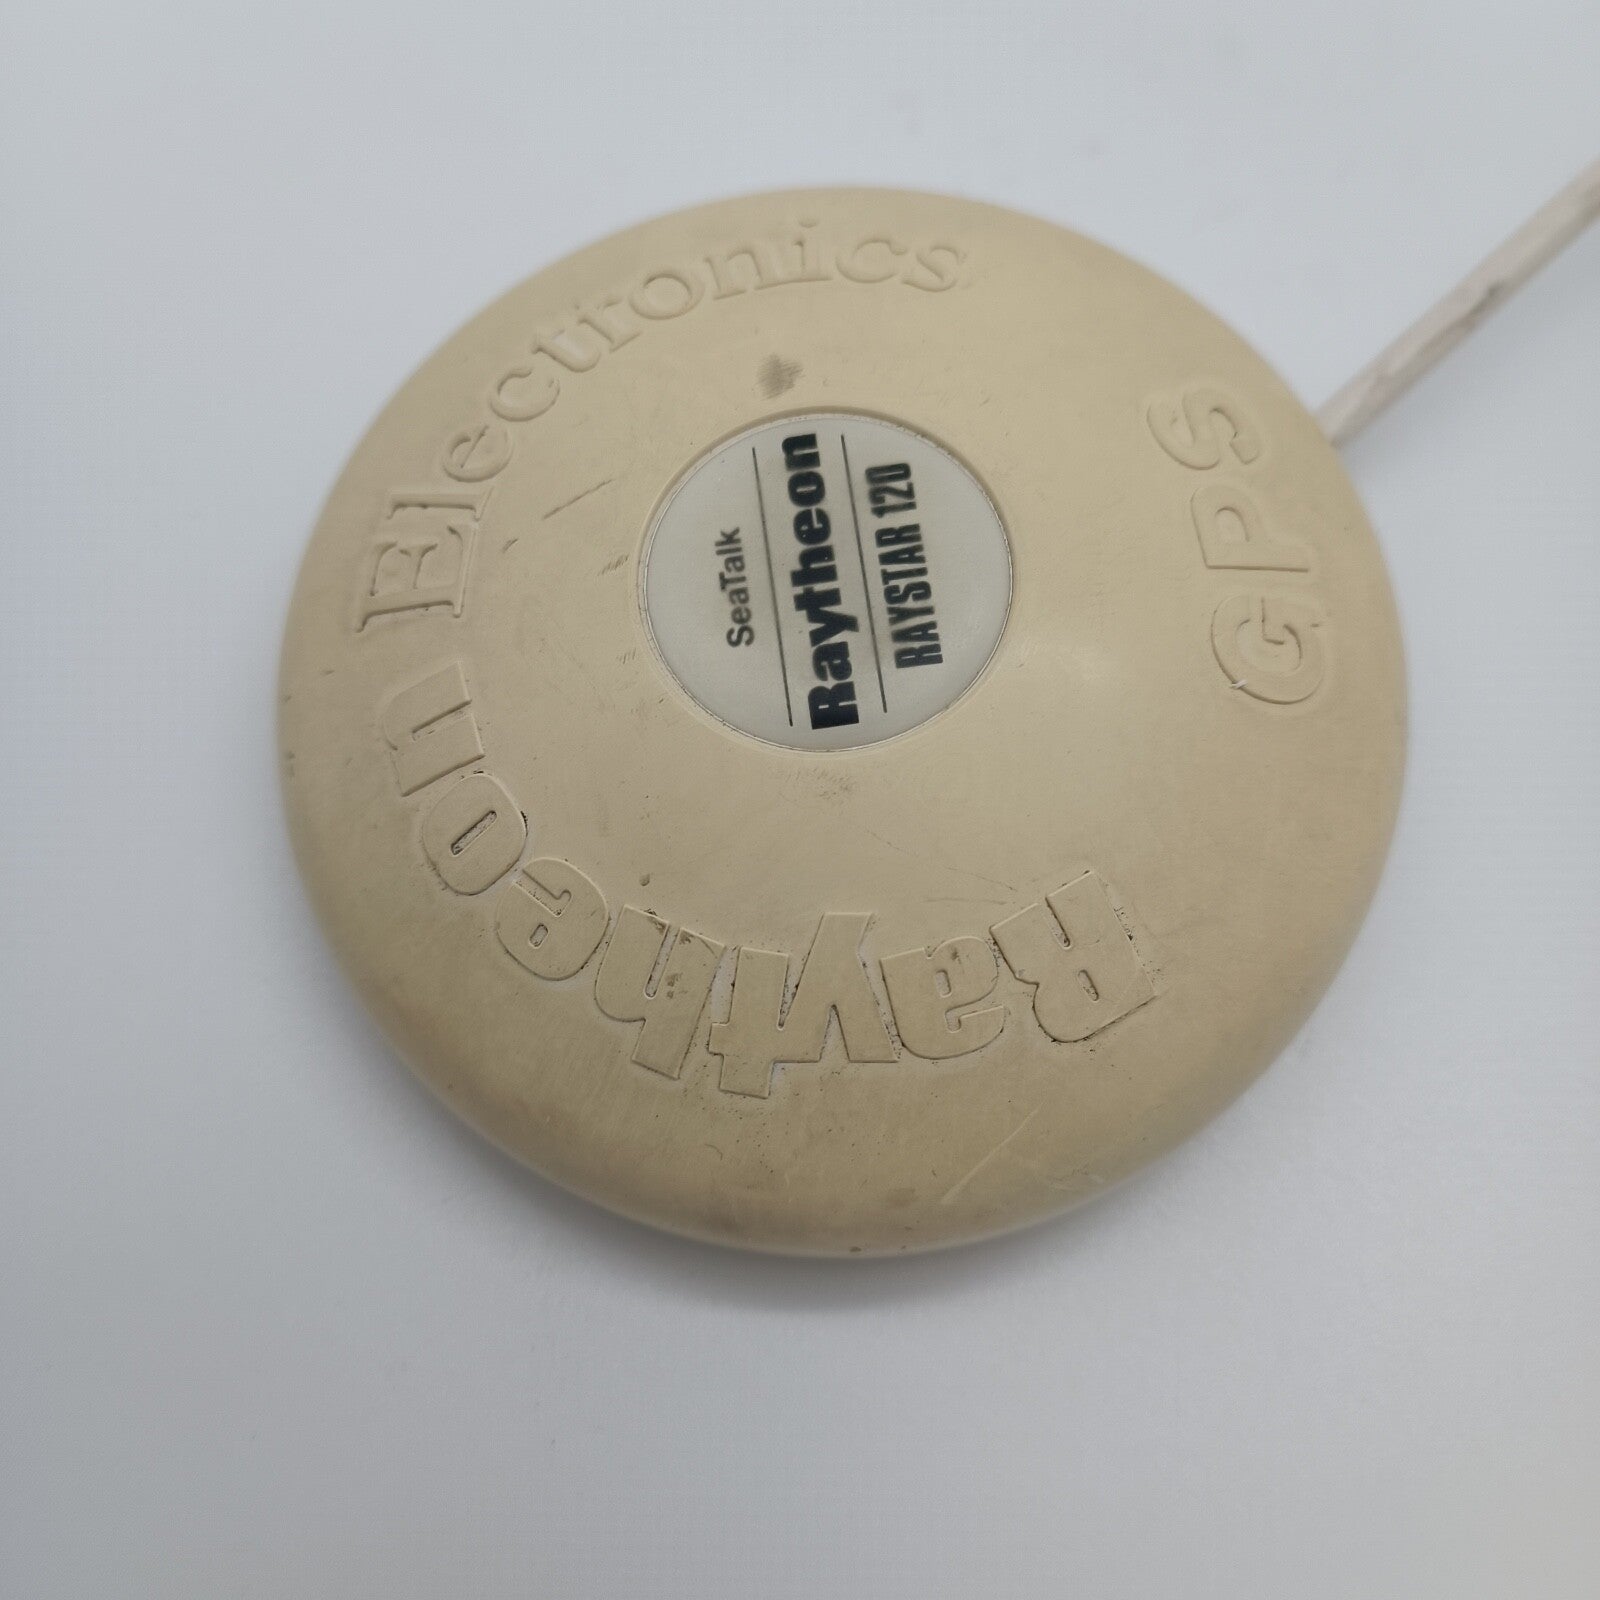 Raytheon Electronics
GPS
SeaTalk
Raytheon
RAYSTAR 120